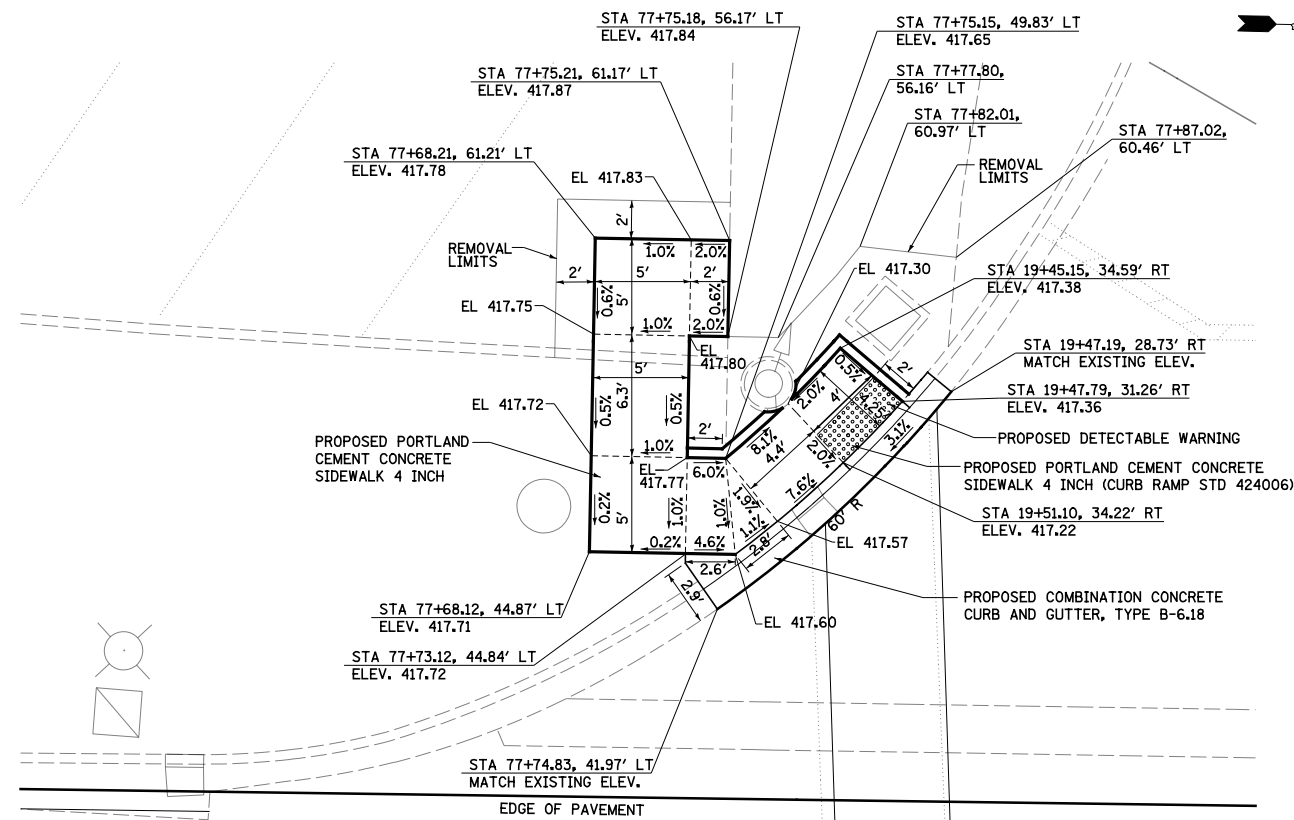 STA 77+75.18, 56.17' LT
ELEV. 417.84
STA 77+75.15, 49.83' LT
ELEV. 417.65
STA 77+75.21, 61.17' LT
ELEV. 417.87
STA 77+77.80,
56.16' LT
STA 77+82.01,
60.97' LT
STA 77+87.02,
60.46' LT
STA 77+68.21, 61.21' LT
ELEV. 417.78
REMOVAL
LIMITS
EL 417.83
2'
REMOVAL
LIMITS
1.0%
2.0%
EL 417.30
STA 19+45.15, 34.59' RT
ELEV. 417.38
2'
5'
2'
0.6%
5'
0.6%
EL 417.75
1.0%
2.0%
EL
417.80
STA 19+47.19, 28.73' RT
MATCH EXISTING ELEV.
0.5%
2'
5'
6.3'
2.0%
4'
5.25'
STA 19+47.79, 31.26' RT
ELEV. 417.36
EL 417.72
0.5%
0.5%
2'
PROPOSED DETECTABLE WARNING
3.1%
PROPOSED PORTLAND
CEMENT CONCRETE
SIDEWALK 4 INCH
1.0%
8.1%
4.4'
2.0%
EL
417.77
6.0%
PROPOSED PORTLAND CEMENT CONCRETE
SIDEWALK 4 INCH (CURB RAMP STD 424006)
7.6%
1.9%
0.2%
5'
1.0%
1.0%
1.1%
60' R
STA 19+51.10, 34.22' RT
ELEV. 417.22
0.2%
4.6%
2.8'
EL 417.57
2.6'
2.9'
PROPOSED COMBINATION CONCRETE
CURB AND GUTTER, TYPE B-6.18
STA 77+68.12, 44.87' LT
ELEV. 417.71
EL 417.60
STA 77+73.12, 44.84' LT
ELEV. 417.72
STA 77+74.83, 41.97' LT
MATCH EXISTING ELEV.
EDGE OF PAVEMENT